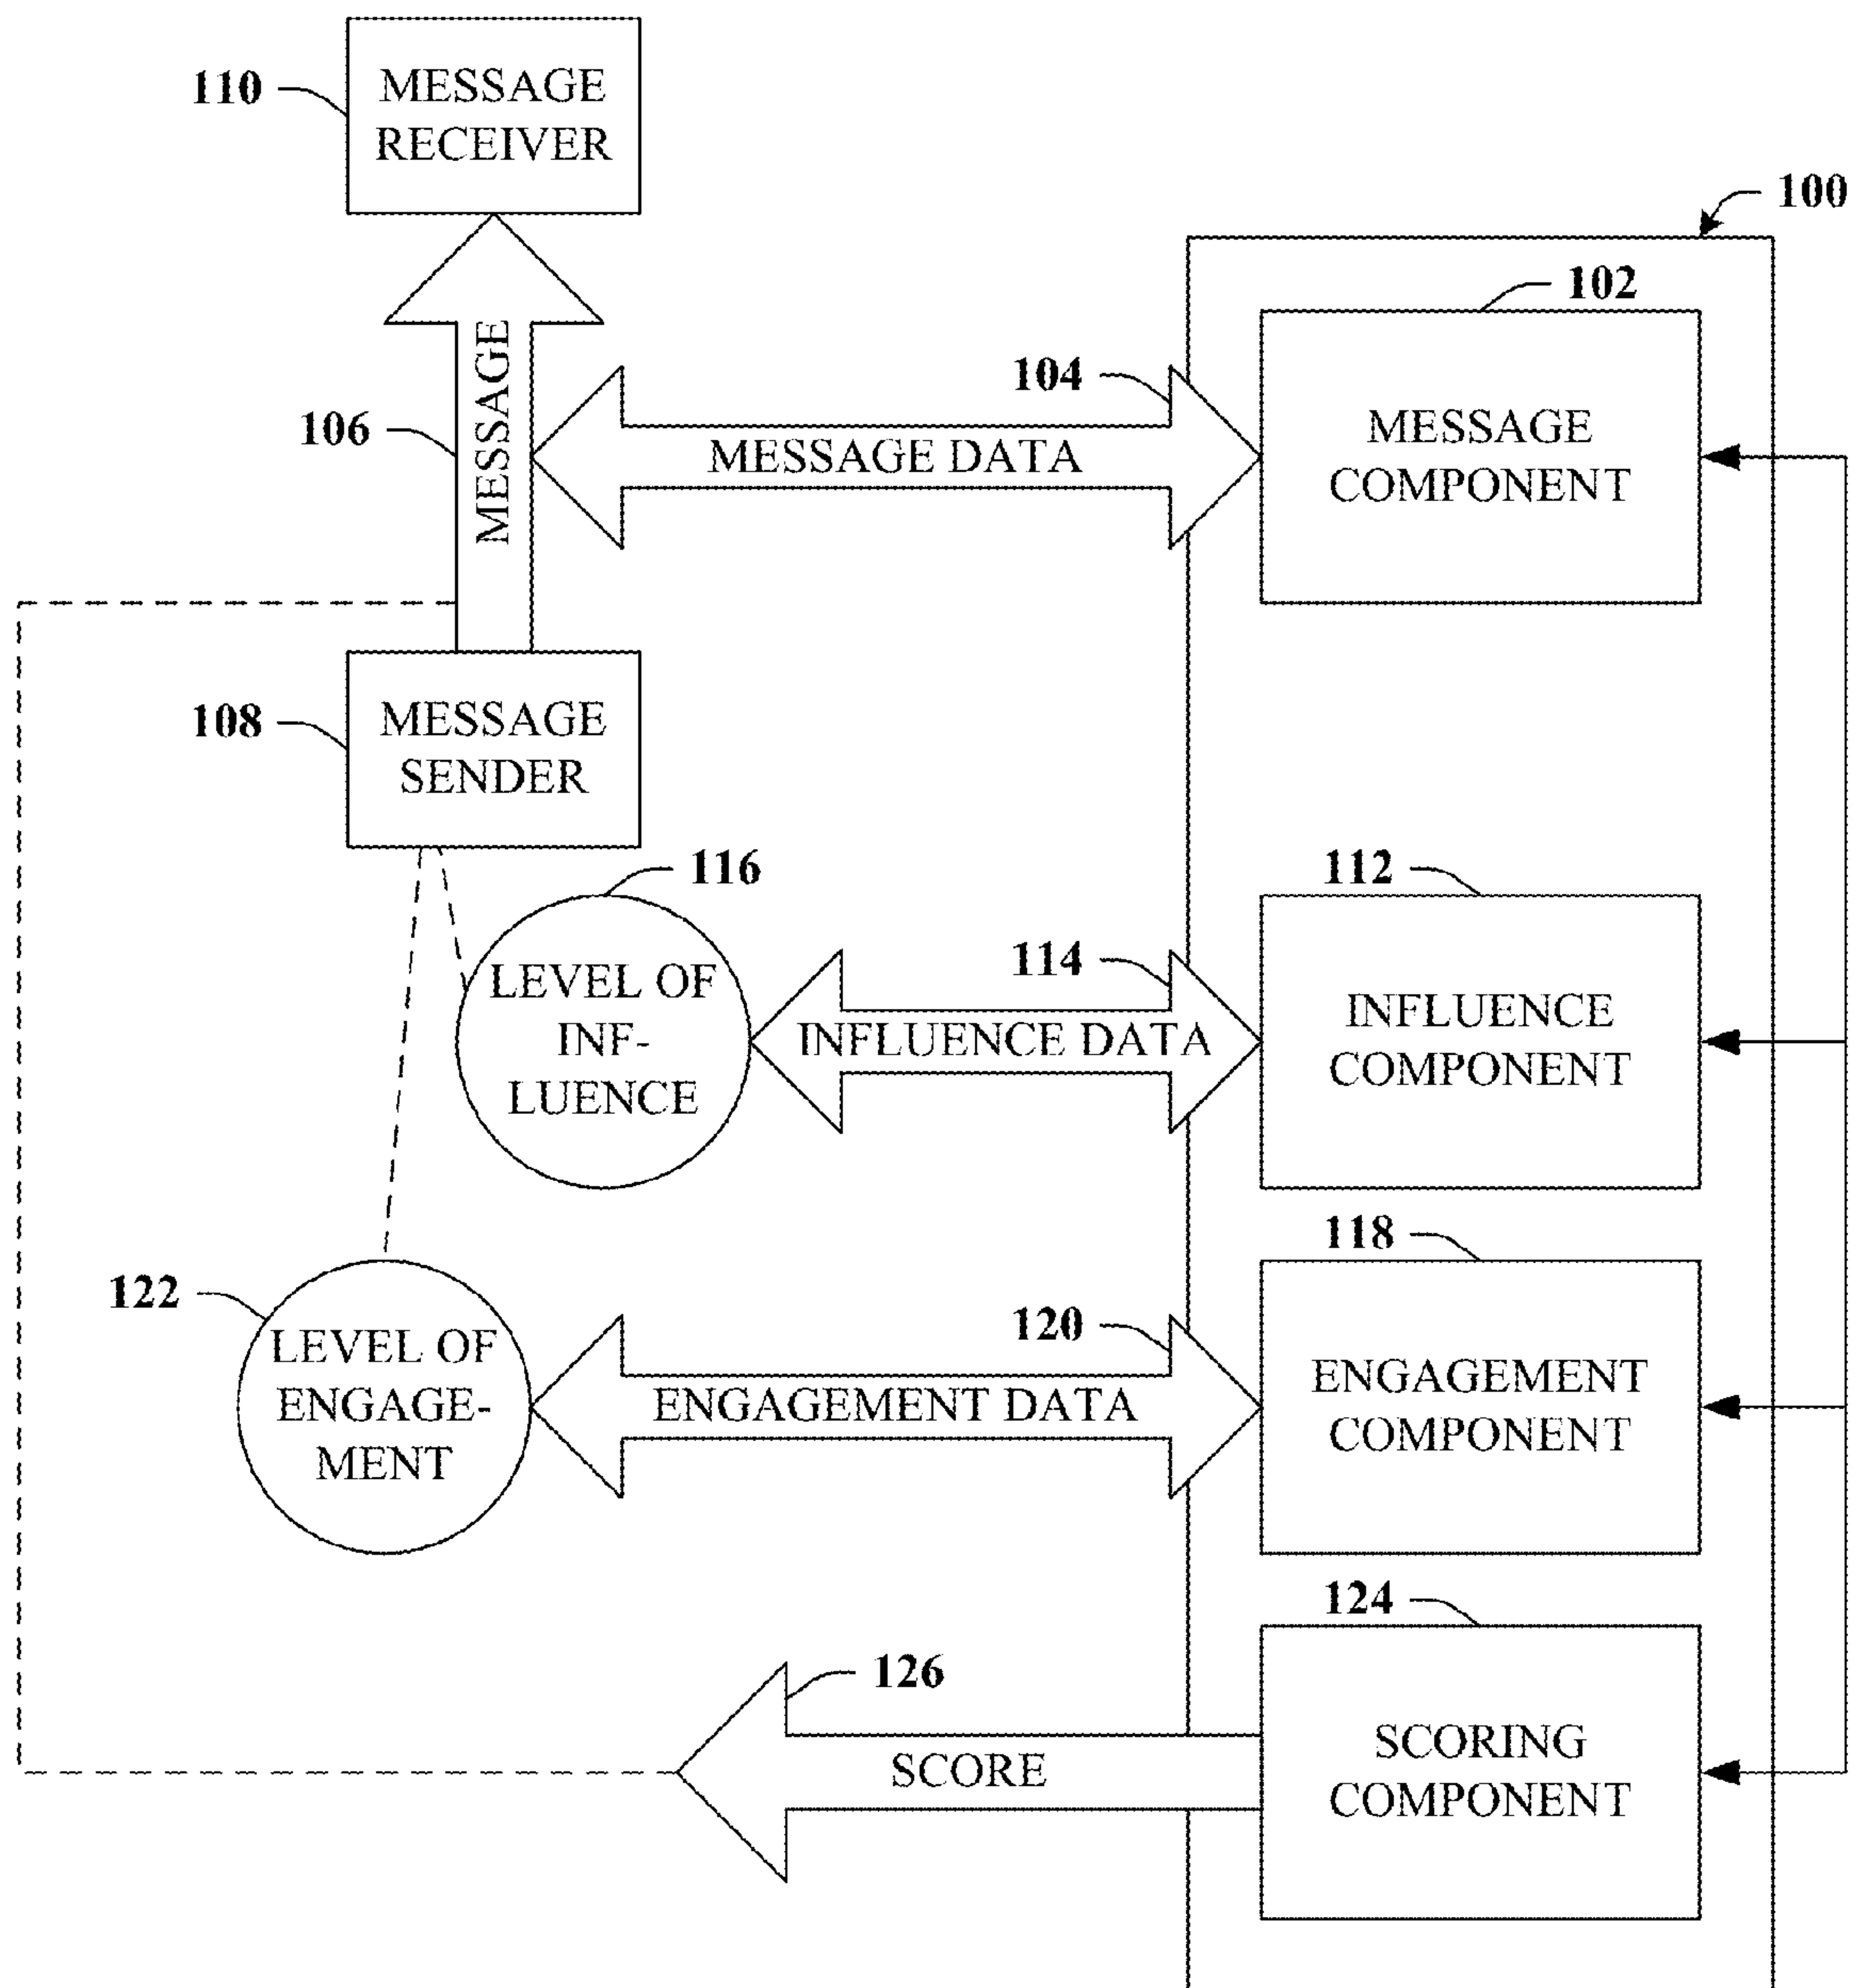 110
MESSAGE
RECEIVER
100
102
104
106
MESSAGE
MESSAGE DATA
MESSAGE
COMPONENT
108
MESSAGE
SENDER
116
112
114
LEVEL OF
INF-
LUENCE
INFLUENCE DATA
INFLUENCE
COMPONENT
118
122
120
LEVEL OF
ENGAGE-
MENT
ENGAGEMENT DATA
ENGAGEMENT
COMPONENT
124
126
SCORE
SCORING
COMPONENT